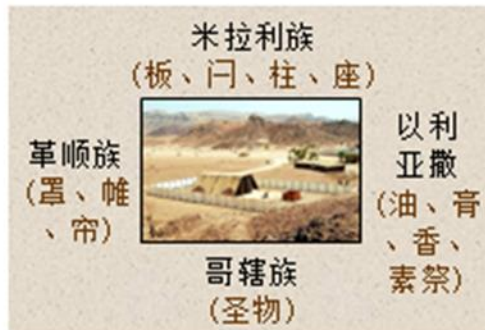 米拉利族
(板、闩、柱、座)
革顺族
(罩、帷
、帘)
以利
亚撒
(油、膏
、香、
素祭)
哥辖族
(圣物)